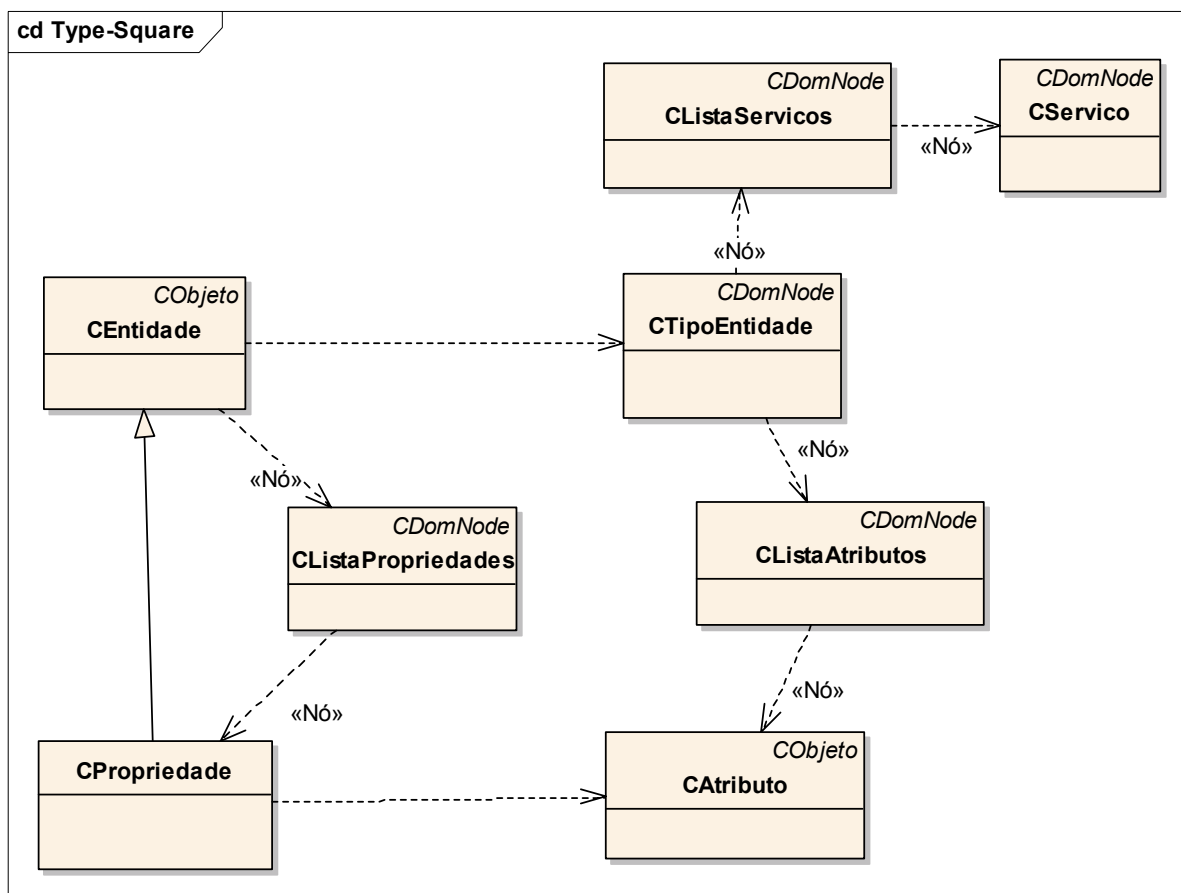 cd Type-Square
CDomNode
CListaServicos
CDomNode
CServico
«Nó»
«Nó»
CObjeto
CEntidade
CDomNode
CTipoEntidade
«Nó»
«Nó»
CDomNode
CListaPropriedades
CDomNode
CListaAtributos
«Nó»
«Nó»
CPropriedade
CObjeto
CAtributo